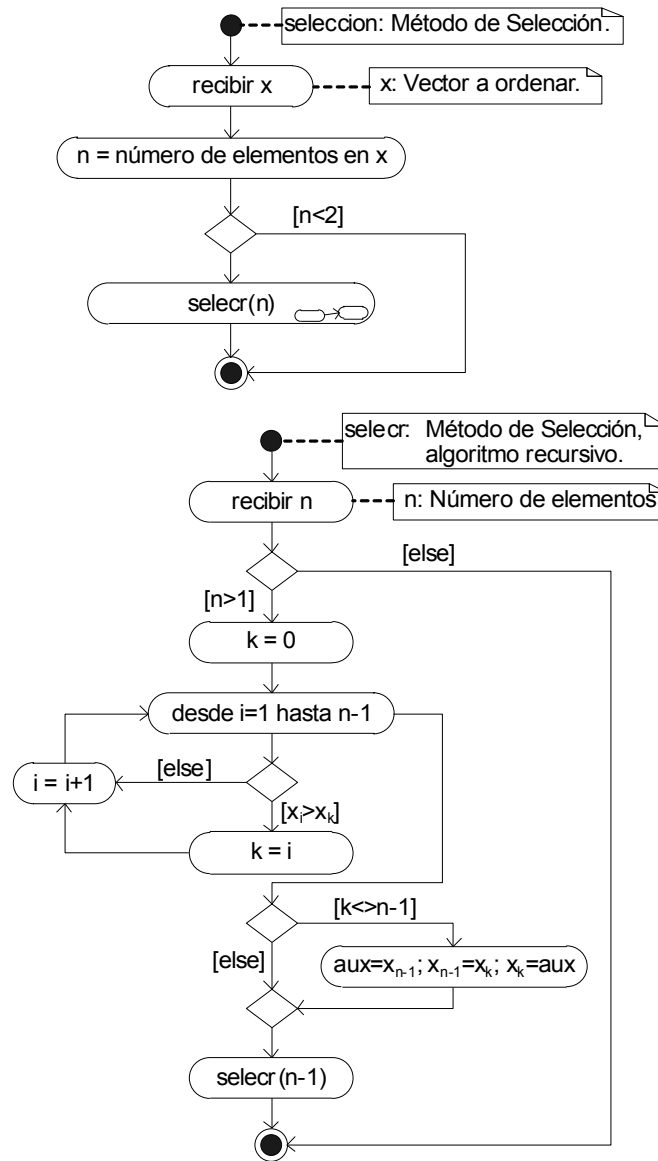 seleccion: Método de Selección.
recibir x
x: Vector a ordenar.
n = número de elementos en x
[n<2]
selecr(n)
selecr: Método de Selección,
algoritmo recursivo.
recibir n
n: Número de elementos
[else]
[n>1]
k = 0
desde i=1 hasta n-1
[else]
i = i+1
[xᵢ>xₖ]
k = i
[k<>n-1]
[else]
aux=xₙ₋₁; xₙ₋₁=xₖ; xₖ=aux
selecr(n-1)